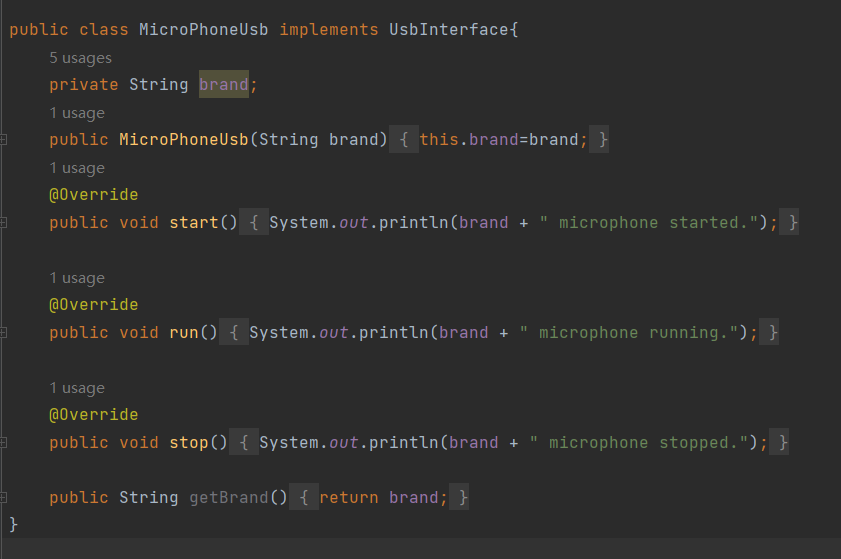 public class MicroPhoneUsb implements UsbInterface{
5 usages
private String brand;
1 usage
public MicroPhoneUsb(String brand) { this.brand=brand; }
1 usage
@Override
public void start() { System.out.println(brand + " microphone started."); }
1 usage
@Override
public void run() { System.out.println(brand + " microphone running."); }
1 usage
@Override
public void stop() { System.out.println(brand + " microphone stopped."); }
public String getBrand() { return brand; }
}